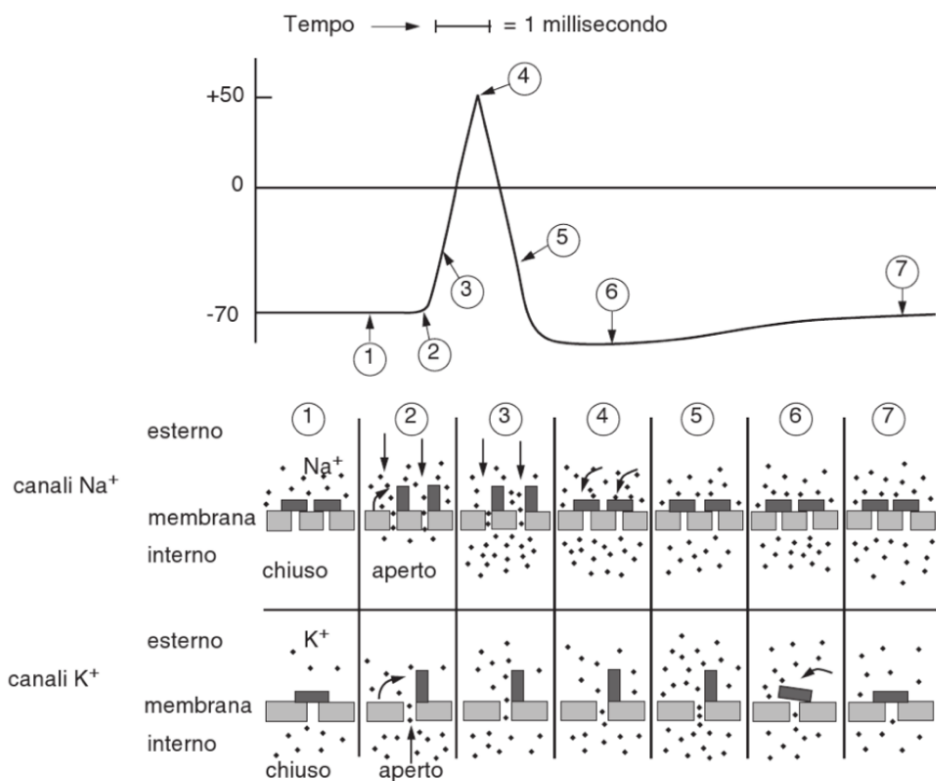 Tempo = 1 millisecondo
4
+50
0
5
3
6
7
-70
1
2
1 2 3 4 5 6 7
esterno
Na+
canali Na+
membrana
interno
chiuso aperto
esterno
K+
canali K+
membrana
interno
chiuso aperto